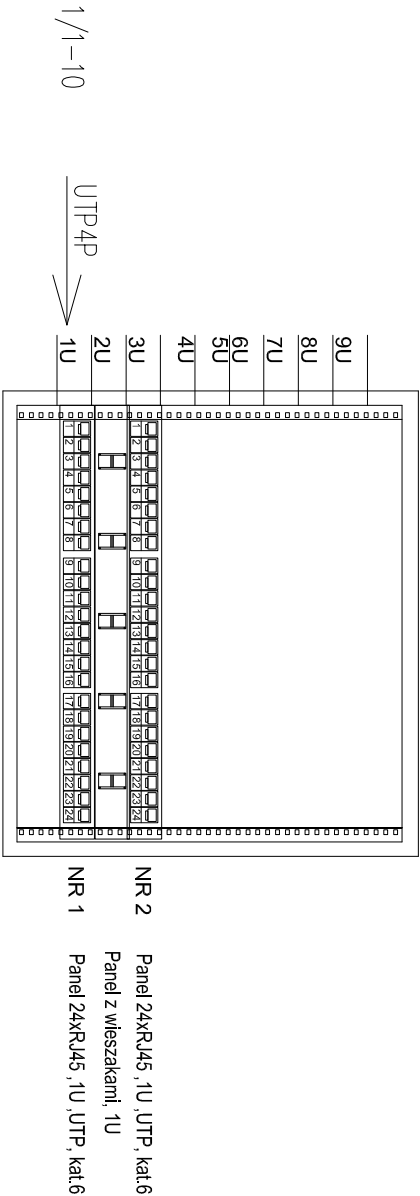 9U
8U
7U
6U
5U
4U
3U
2U
1U
1 2 3 4 5 6 7 8 9 10 11 12 13 14 15 16 17 18 19 20 21 22 23 24
NR 2 Panel 24xRJ45 ,1U ,UTP, kat.6
Panel z wieszakami, 1U
1 2 3 4 5 6 7 8 9 10 11 12 13 14 15 16 17 18 19 20 21 22 23 24
NR 1 Panel 24xRJ45 ,1U ,UTP, kat.6
UTP4P
1/1-10